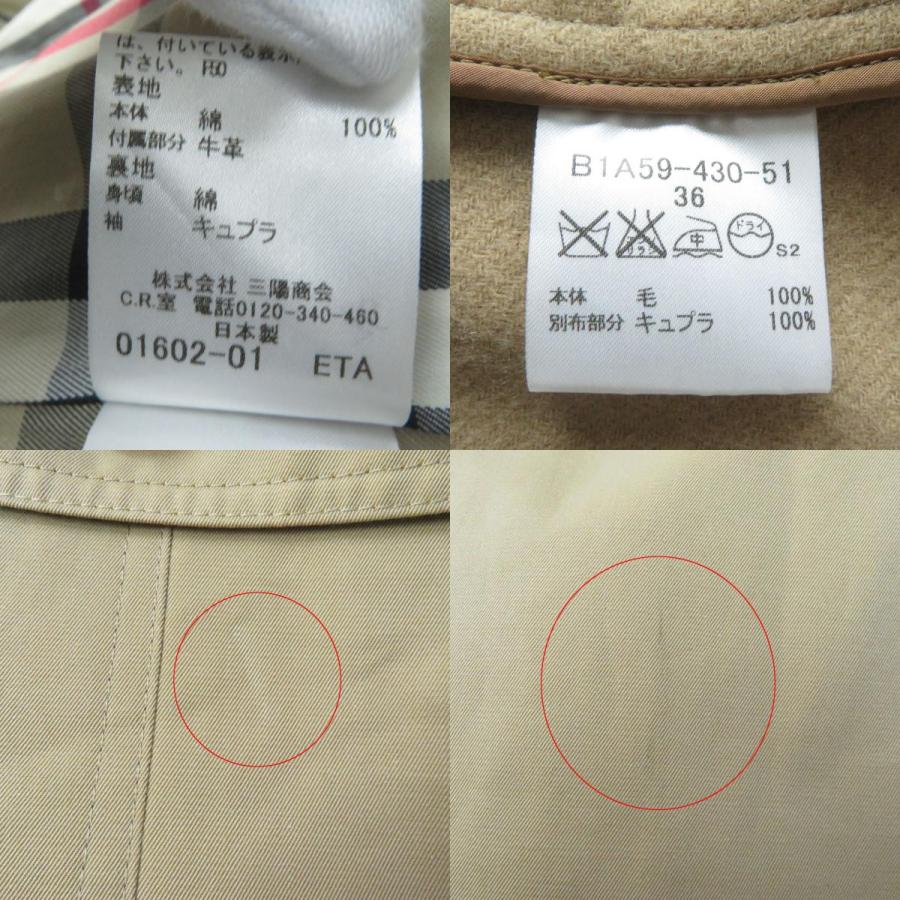 は、付いている表示
下さい。 F50
表地
本体 綿 100%
付属部分 牛革
裏地
身頃 綿
袖 キュプラ
株式会社 三陽商会
C.R.室 電話0120-340-460
日本製
01602-01 ETA
B1A59-430-51
36
中 ドライ S2
本体 毛 100%
別布部分 キュプラ 100%